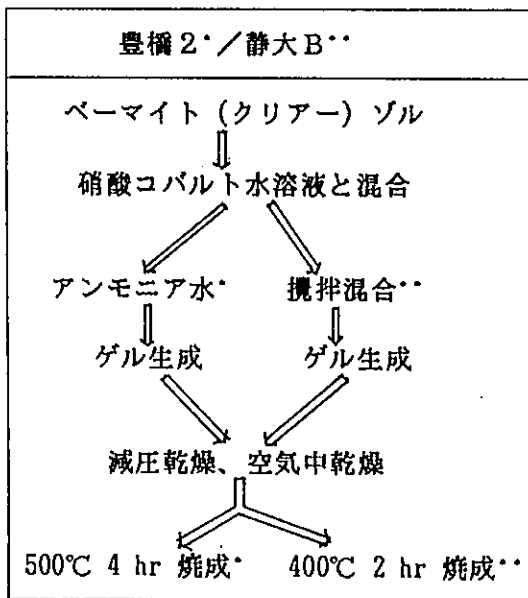 豊橋2*／静大B**
ベーマイト（クリアー）ゾル
硝酸コバルト水溶液と混合
アンモニア水* 攪拌混合**
ゲル生成 ゲル生成
減圧乾燥、空気中乾燥
500℃ 4 hr 焼成* 400℃ 2 hr 焼成**